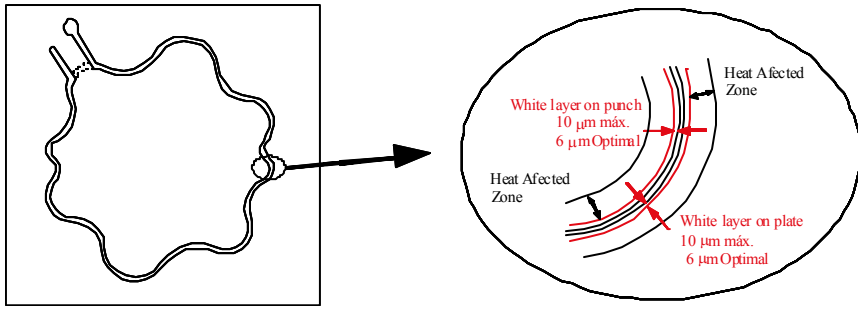 Heat Afected
Zone
White layer on punch
10 μm máx.
6 μm Optimal
Heat Afected
Zone
White layer on plate
10 μm máx.
6 μm Optimal